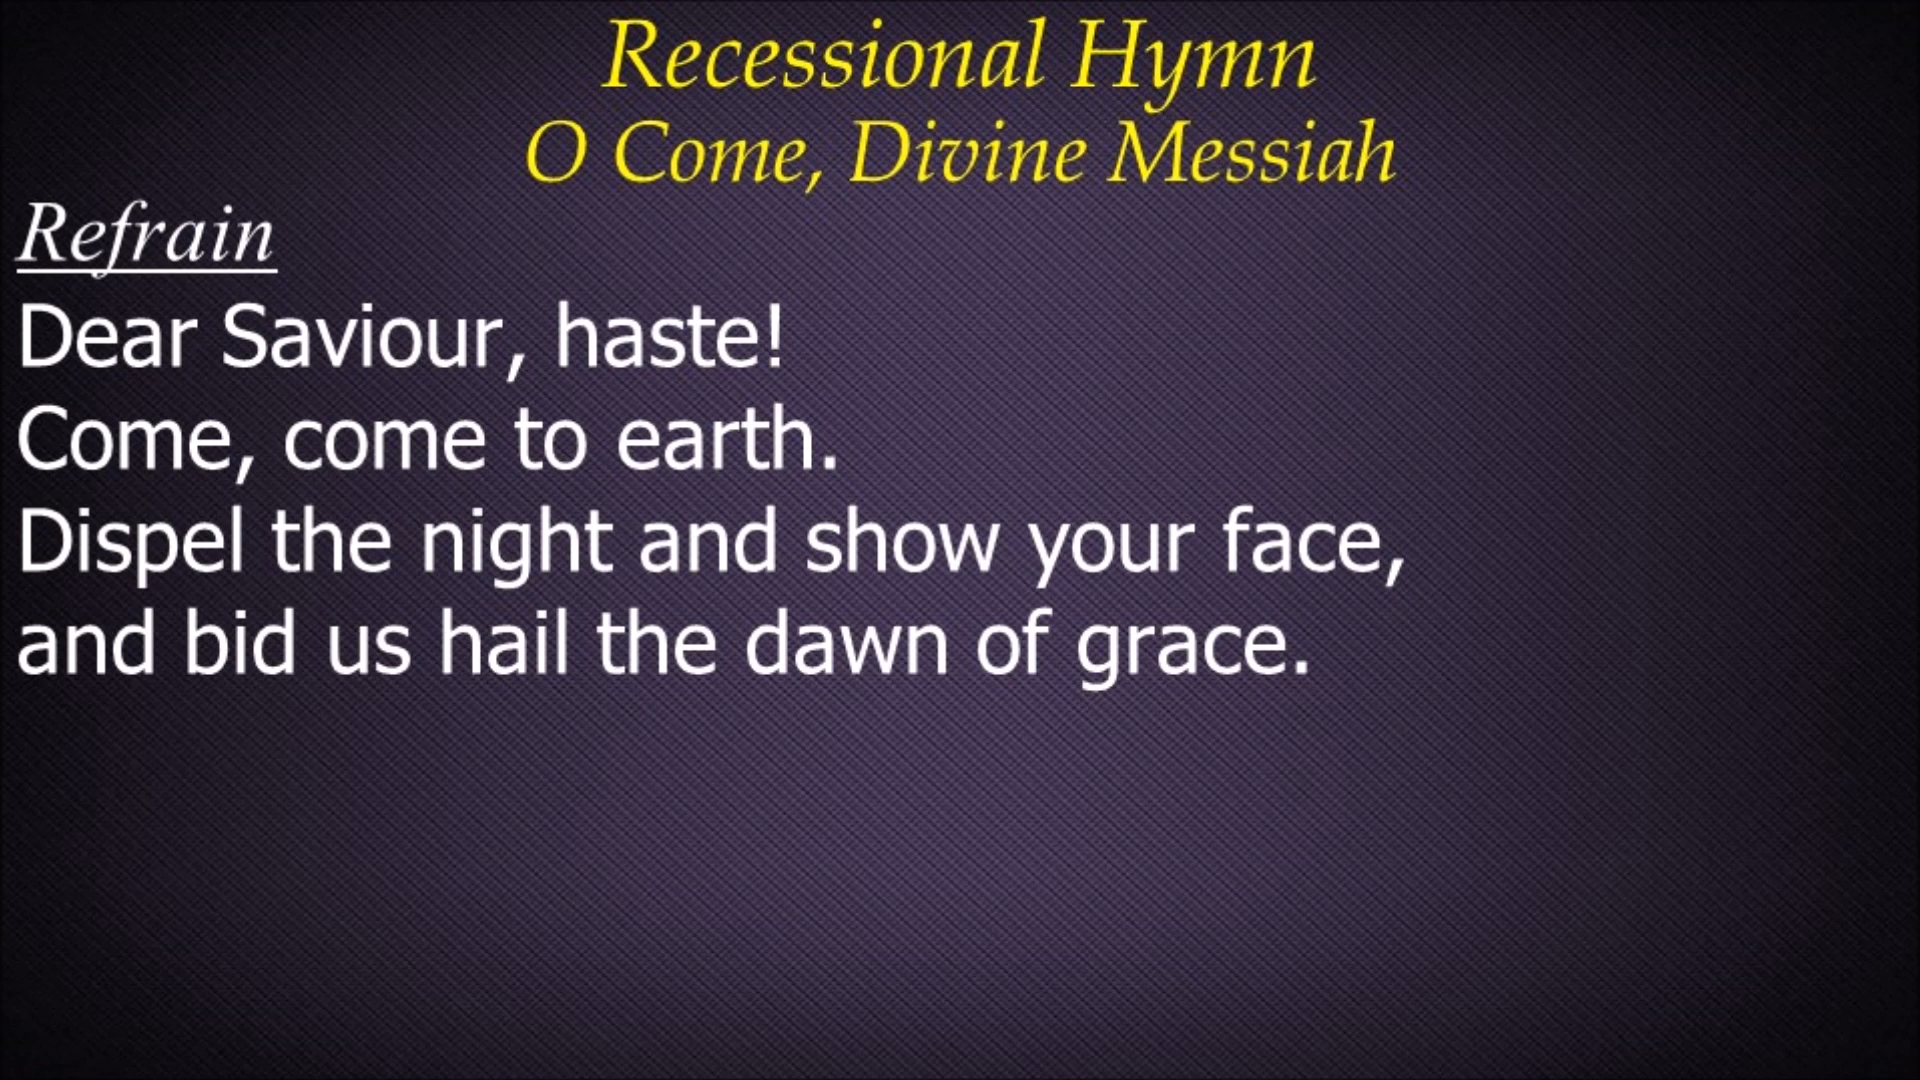 Recessional Hymn
O Come, Divine Messiah
Refrain
Dear Saviour, haste!
Come, come to earth.
Dispel the night and show your face,
and bid us hail the dawn of grace.